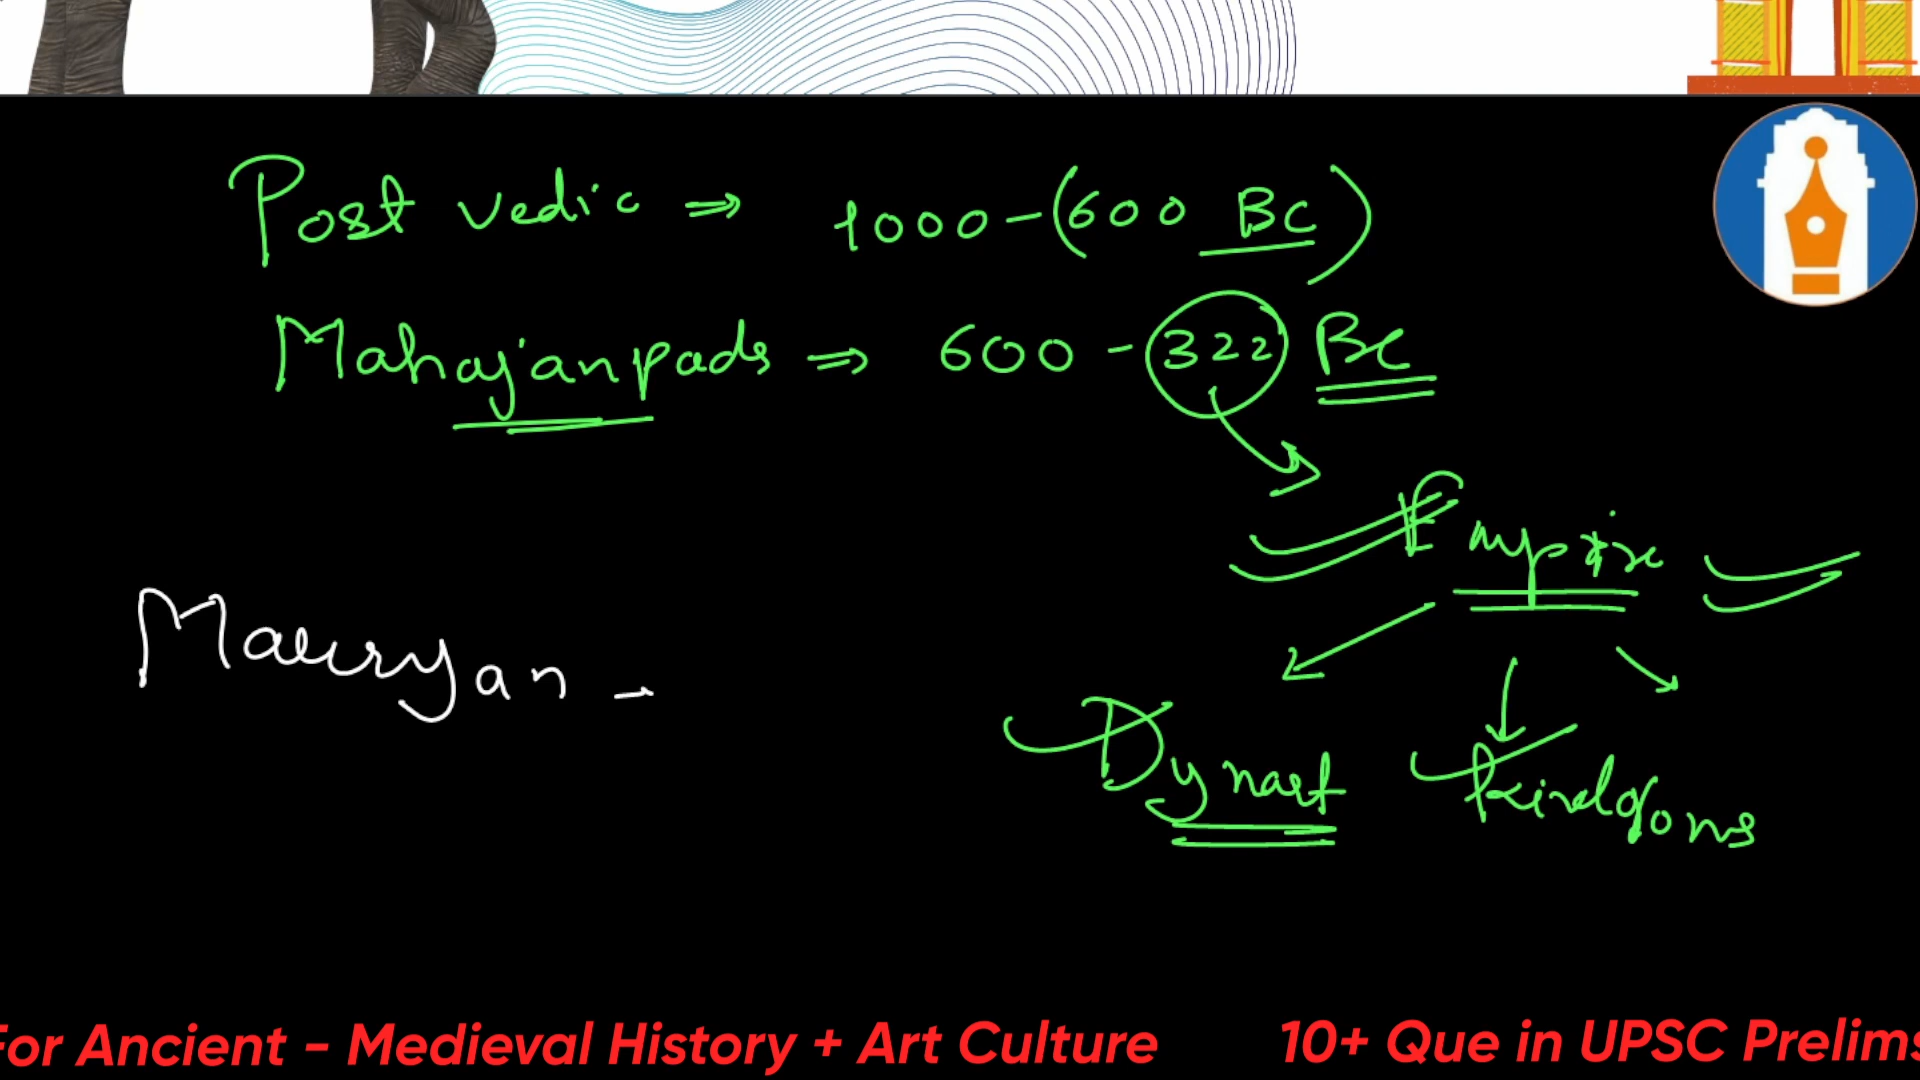 Post vedic ⇒ 1000-(600 BC)
Mahajanpads ⇒ 600-322 BC
Empire
Mauryan -
Dynast
For Ancient - Medieval History + Art Culture
10+ Que in UPSC Prelims